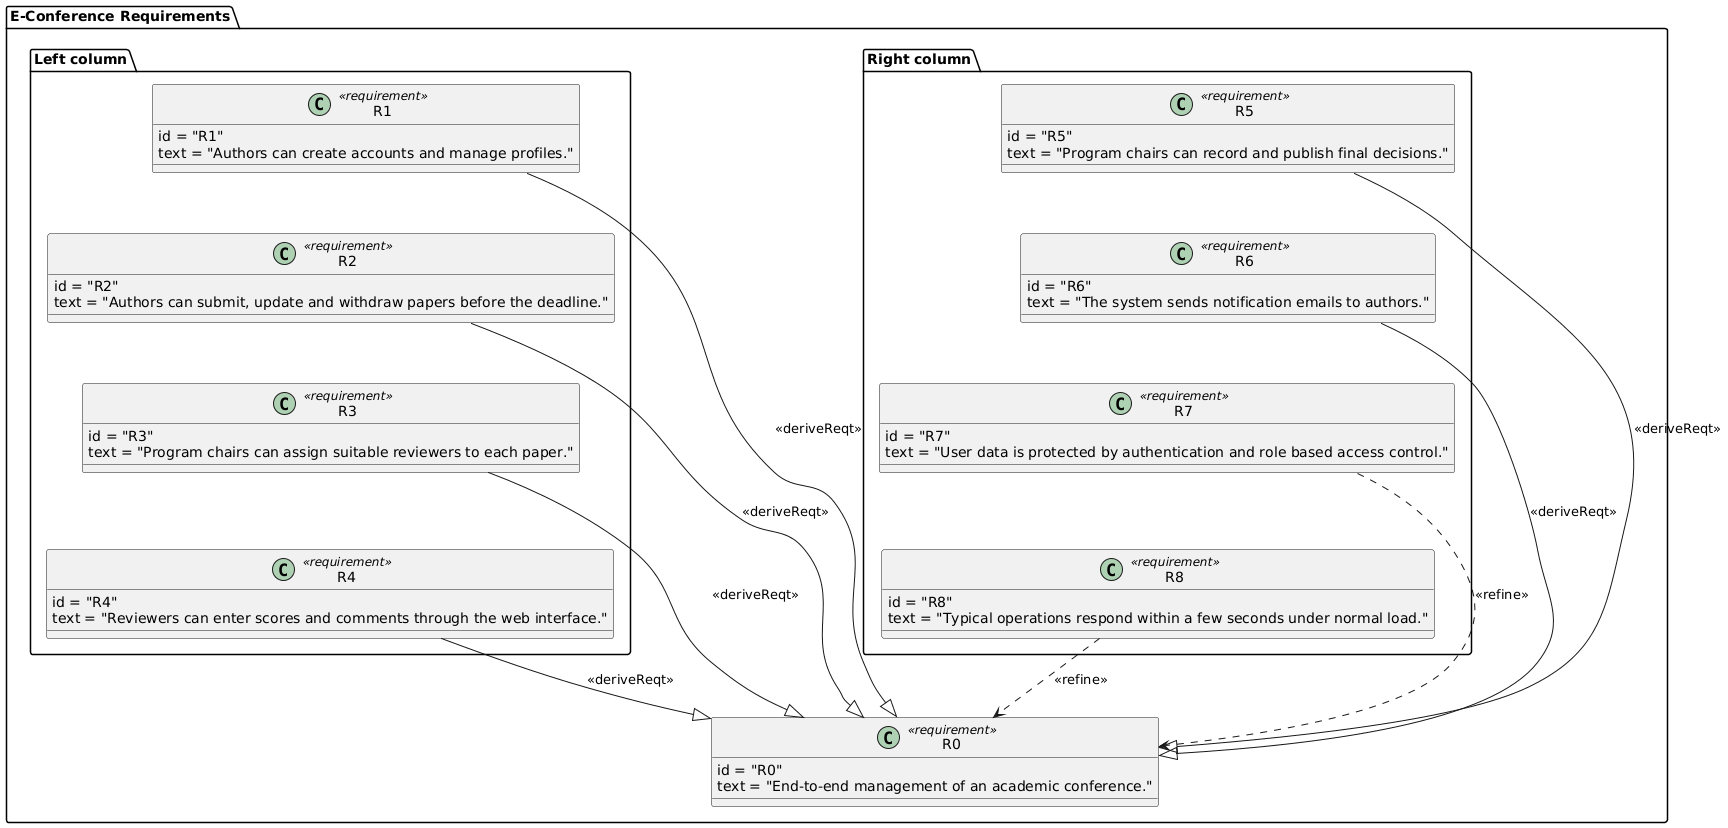 E-Conference Requirements
Left column
Right column
C
«requirement»
R1
id = "R1"
text = "Authors can create accounts and manage profiles."
C
«requirement»
R5
id = "R5"
text = "Program chairs can record and publish final decisions."
C
«requirement»
R2
id = "R2"
text = "Authors can submit, update and withdraw papers before the deadline."
C
«requirement»
R6
id = "R6"
text = "The system sends notification emails to authors."
C
«requirement»
R3
id = "R3"
text = "Program chairs can assign suitable reviewers to each paper."
«deriveReqt»
C
«requirement»
R7
id = "R7"
text = "User data is protected by authentication and role based access control."
«deriveReqt»
«deriveReqt»
«deriveReqt»
C
«requirement»
R4
id = "R4"
text = "Reviewers can enter scores and comments through the web interface."
«deriveReqt»
C
«requirement»
R8
id = "R8"
text = "Typical operations respond within a few seconds under normal load."
«refine»
«deriveReqt»
«refine»
C
«requirement»
R0
id = "R0"
text = "End-to-end management of an academic conference."